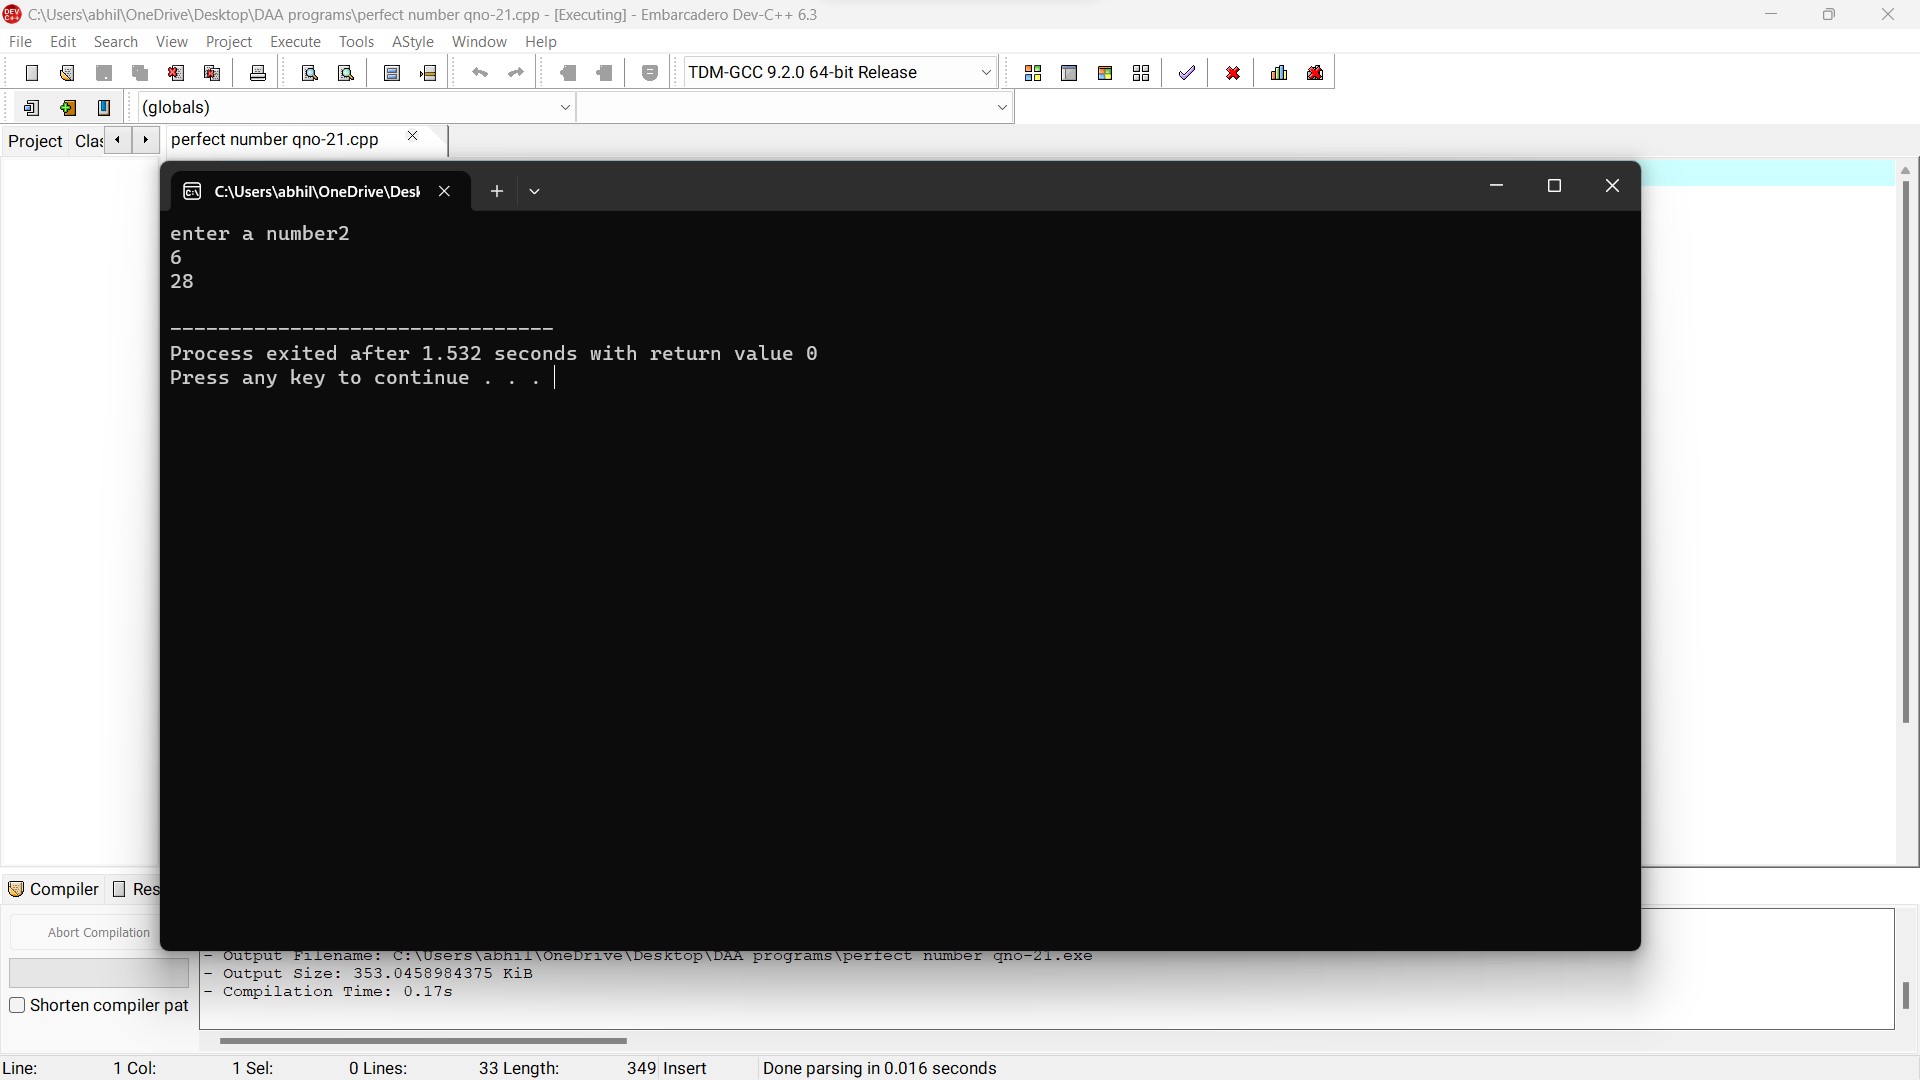 C:\Users\abhil\OneDrive\Desktop\DAA programs\perfect number qno-21.cpp - [Executing] - Embarcadero Dev-C++ 6.3
File Edit Search View Project Execute Tools AStyle Window Help
TDM-GCC 9.2.0 64-bit Release
(globals)
Project Clas perfect number qno-21.cpp
C:\Users\abhil\OneDrive\Desk
enter a number2
6
28
--------------------------------
Process exited after 1.532 seconds with return value 0
Press any key to continue . . .
Compiler Res
Abort Compilation
- Output Filename: C:\Users\abhil\OneDrive\Desktop\DAA programs\perfect number qno-21.exe
- Output Size: 353.0458984375 KiB
- Compilation Time: 0.17s
Shorten compiler pat
Line: 1 Col: 1 Sel: 0 Lines: 33 Length: 349 Insert Done parsing in 0.016 seconds